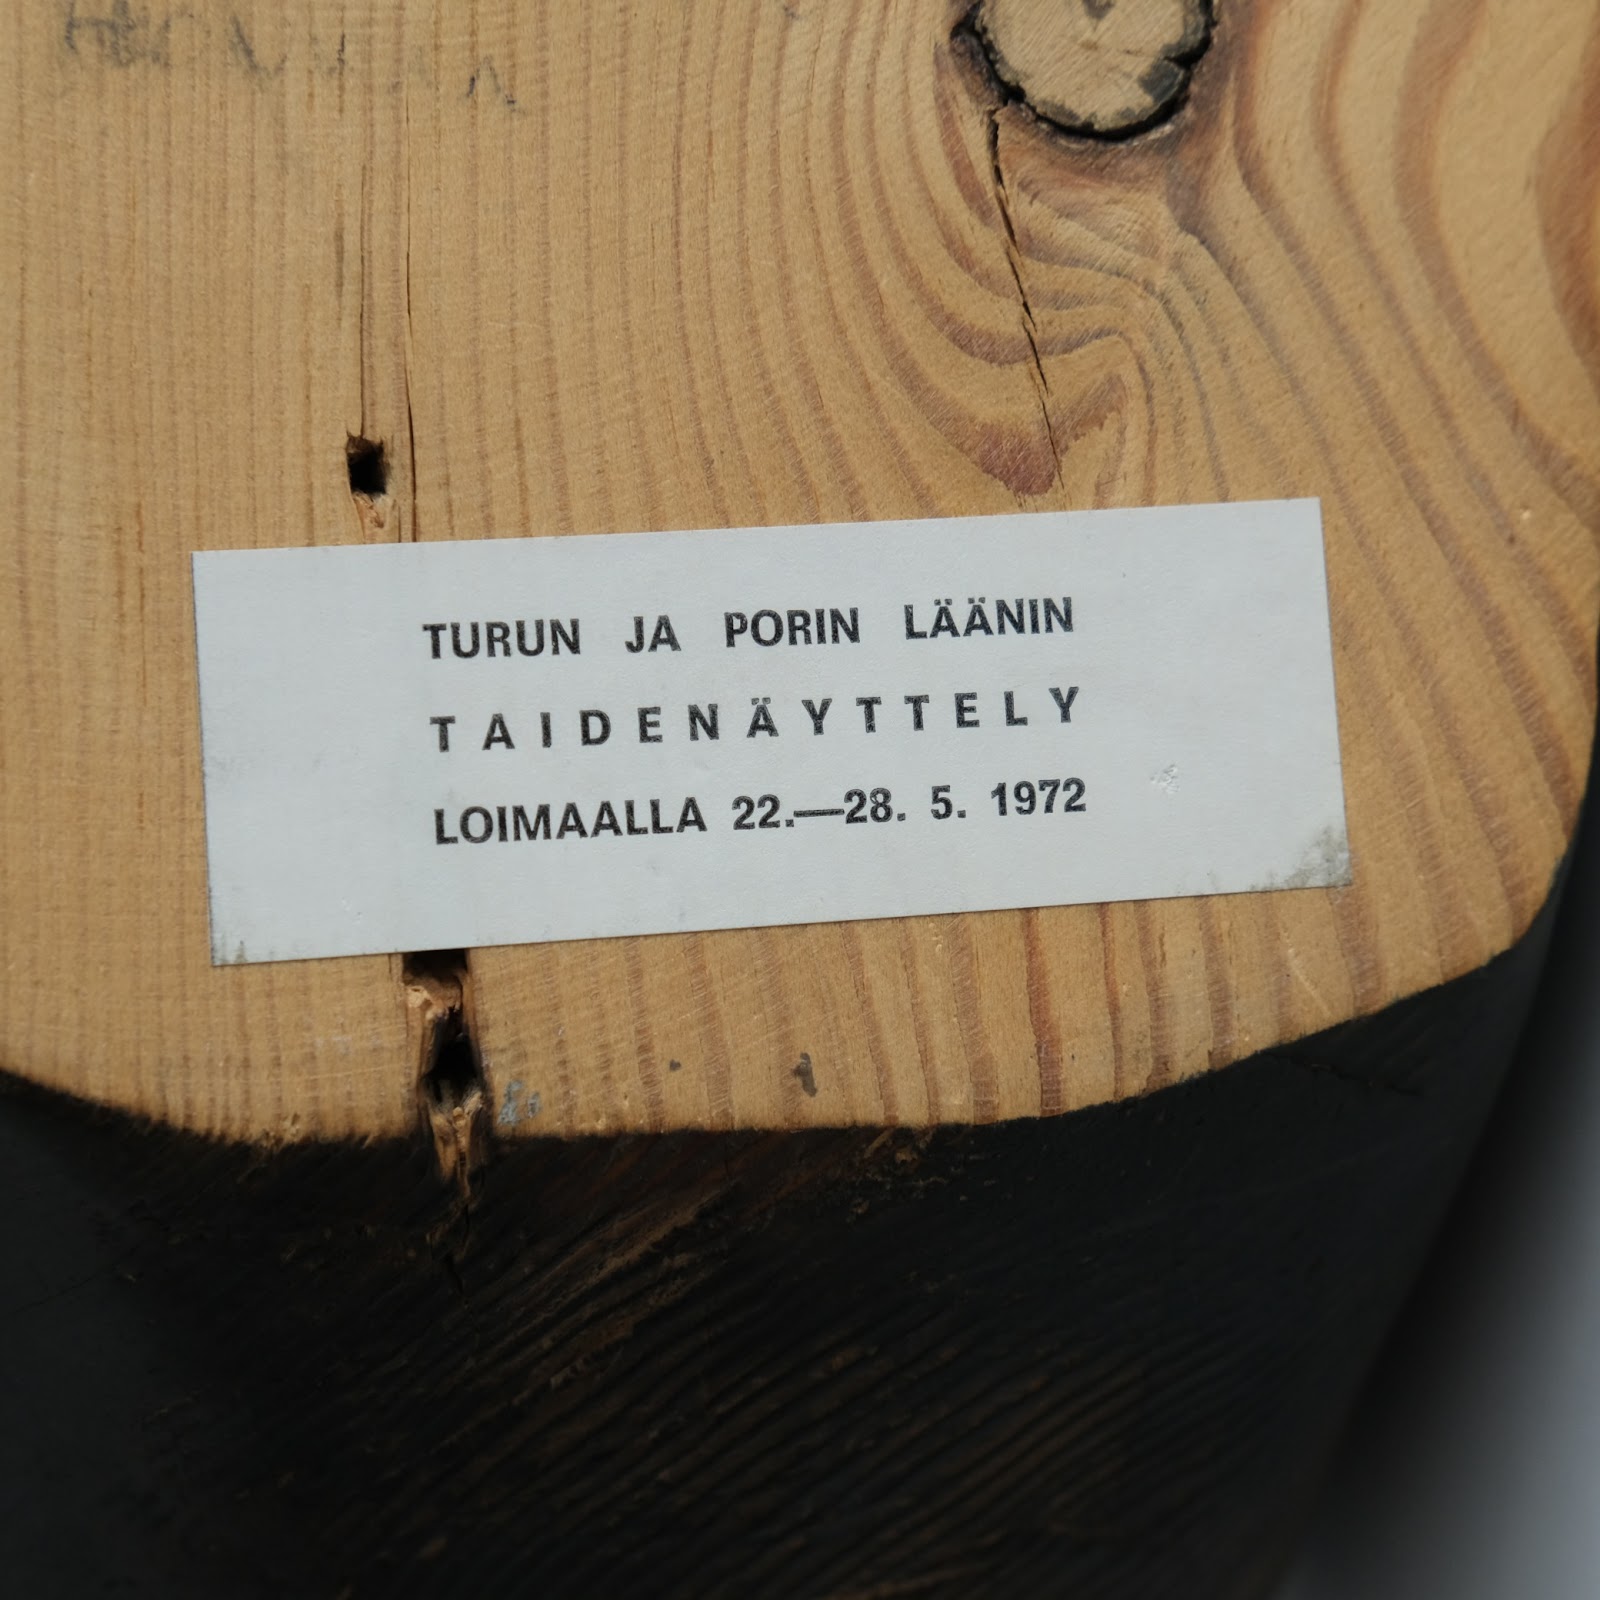 TURUN JA PORIN LÄÄNIN
TAIDENÄYTTELY
LOIMAALLA 22.—28. 5. 1972